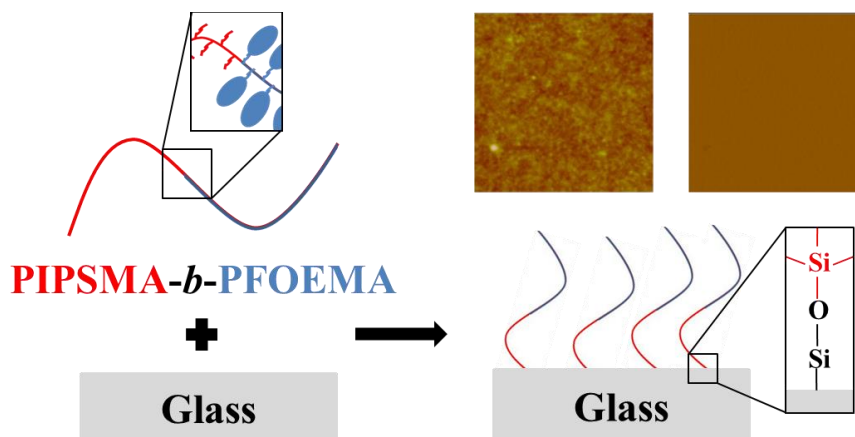 PIPSMA-b-PFOEMA
Glass
Glass
Si
O
Si